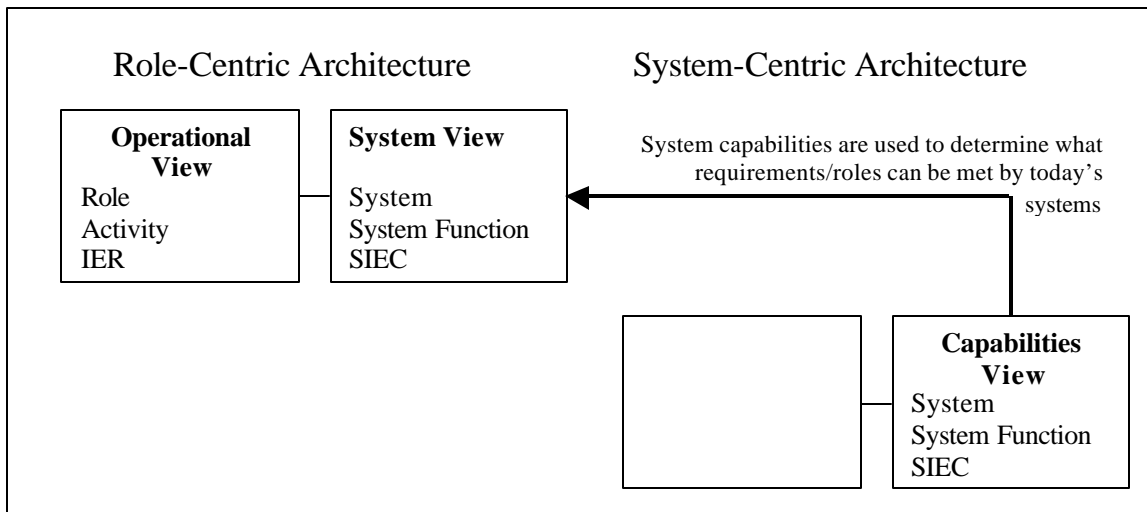 Role-Centric Architecture
System-Centric Architecture
Operational
View
Role
Activity
IER
System View
System
System Function
SIEC
System capabilities are used to determine what
requirements/roles can be met by today's
systems
Capabilities
View
System
System Function
SIEC